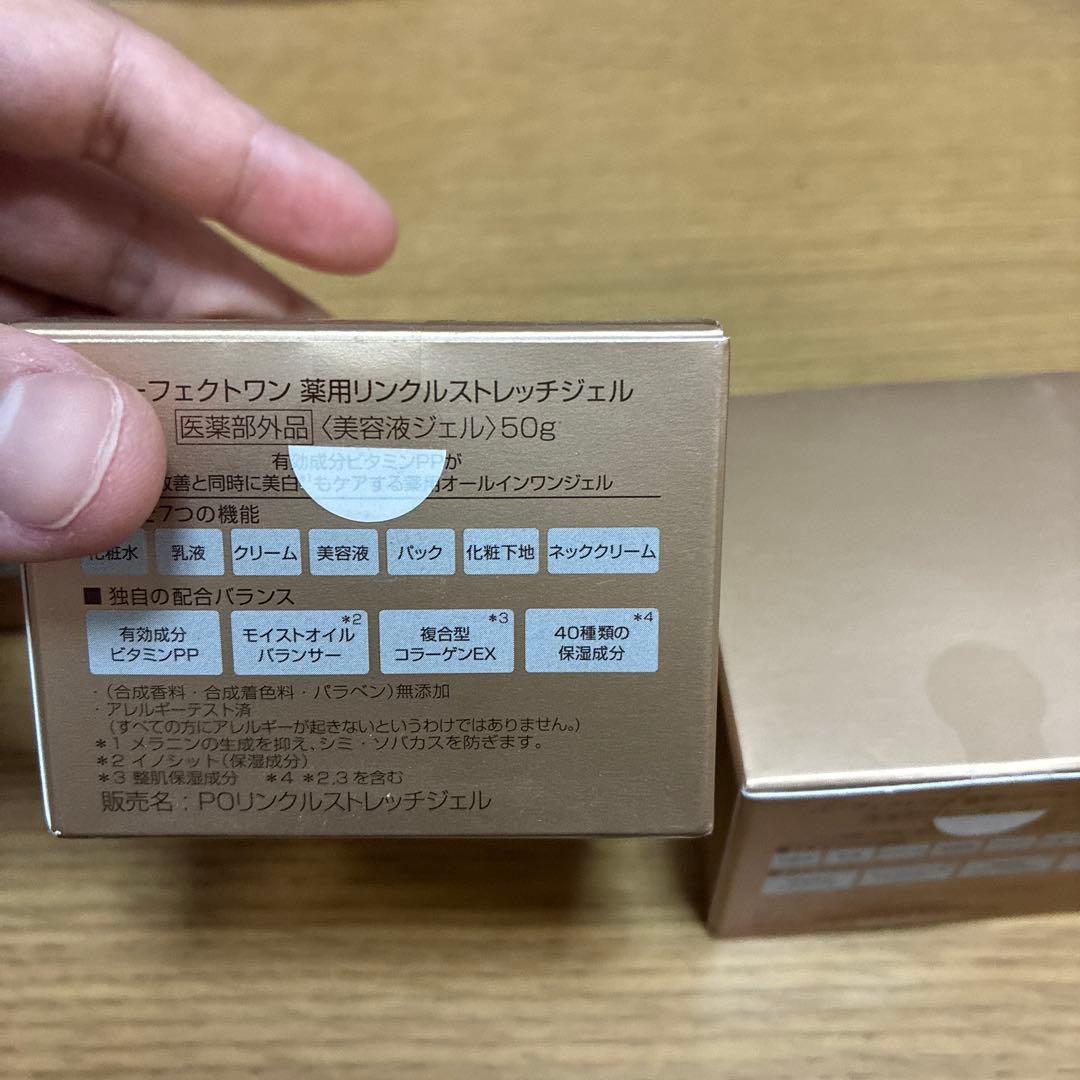 ーフェクトワン 薬用リンクルストレッチジェル
医薬部外品〈美容液ジェル〉50g
有効成分ビタミンPPが
改善と同時に美白*1もケアする薬用オールインワンジェル
7つの機能
化粧水 乳液 クリーム 美容液 パック 化粧下地 ネッククリーム
■ 独自の配合バランス
有効成分ビタミンPP モイストオイルバランサー*2 複合型コラーゲンEX*3 40種類の保湿成分*4
・(合成香料・合成着色料・パラベン)無添加
・アレルギーテスト済
(すべての方にアレルギーが起きないというわけではありません。)
*1 メラニンの生成を抑え、シミ・ソバカスを防ぎます。
*2 イノシット(保湿成分)
*3 整肌保湿成分 *4 *2,3を含む
販売名：POリンクルストレッチジェル